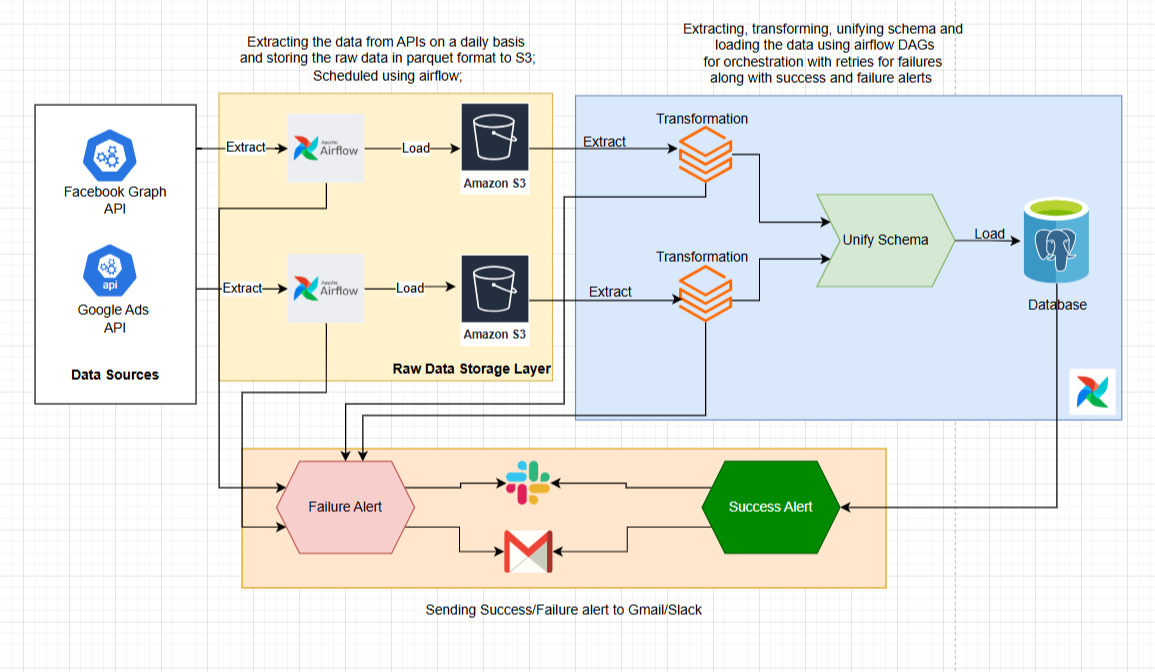 Extracting the data from APIs on a daily basis
and storing the raw data in parquet format to S3;
Scheduled using airflow;
Extracting, transforming, unifying schema and
loading the data using airflow DAGs
for orchestration with retries for failures
along with success and failure alerts
Facebook Graph
API
api
Google Ads
API
Data Sources
Extract
Apache
Airflow
Load
Amazon S3
Extract
Apache
Airflow
Load
Amazon S3
Raw Data Storage Layer
Extract
Transformation
Extract
Transformation
Unify Schema
Load
Database
Failure Alert
Success Alert
Sending Success/Failure alert to Gmail/Slack